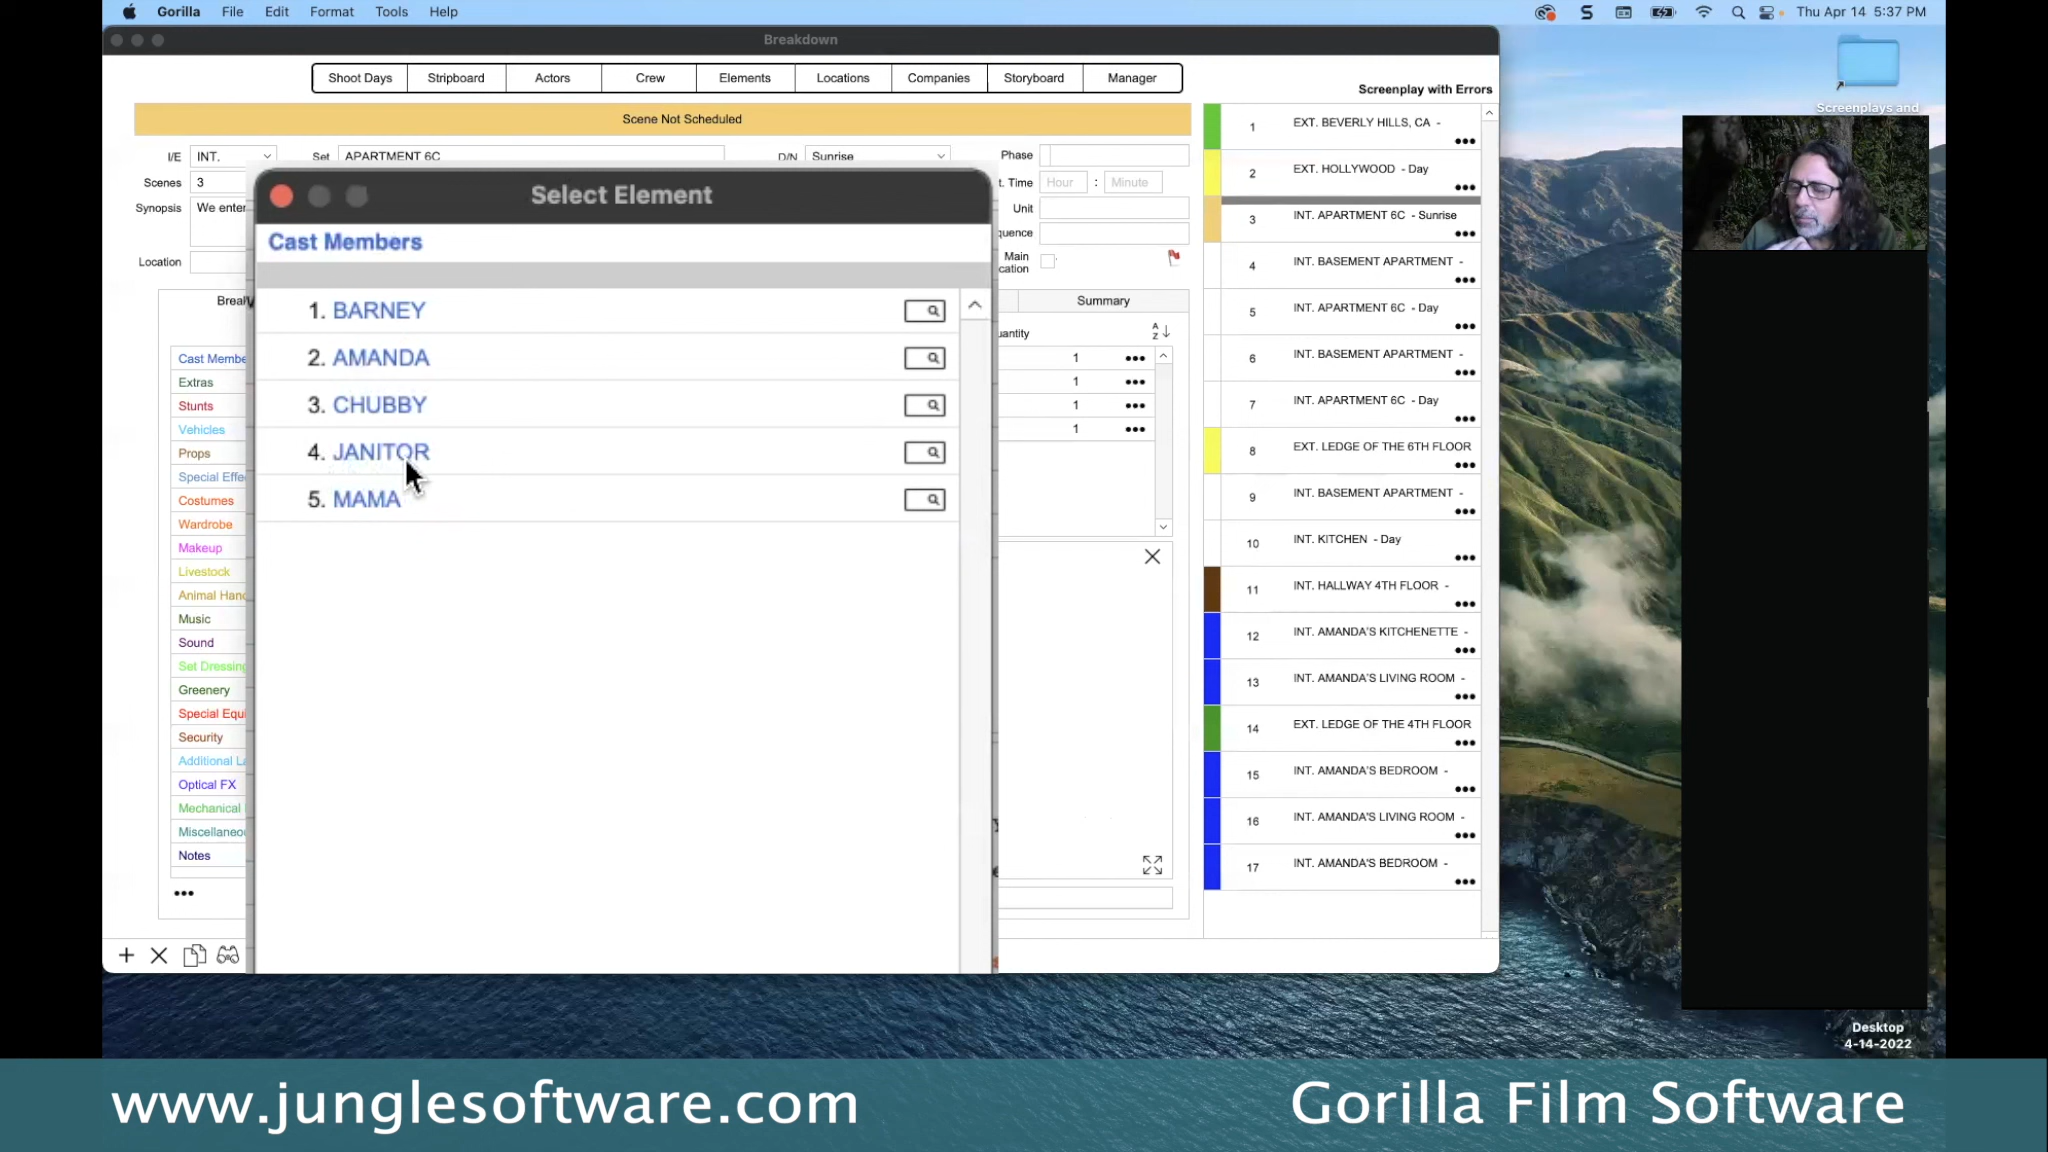 Gorilla File Edit Format Tools Help
Thu Apr 14 5:37 PM
Breakdown
Shoot Days Stripboard Actors Crew Elements Locations Companies Storyboard Manager
Screenplay with Errors
Scene Not Scheduled
I/E INT. Set APARTMENT 6C D/N Sunrise Phase
Scenes 3
t. Time Hour : Minute
Synopsis We enter
Unit
quence
Location
Main
cation
Select Element
Cast Members
1. BARNEY
2. AMANDA
3. CHUBBY
4. JANITOR
5. MAMA
Summary
uantity
1
1
1
1
Cast Membe
Extras
Stunts
Vehicles
Props
Special Effe
Costumes
Wardrobe
Makeup
Livestock
Animal Hanc
Music
Sound
Set Dressing
Greenery
Special Equi
Security
Additional La
Optical FX
Mechanical
Miscellaneo
Notes
1 EXT. BEVERLY HILLS, CA -
2 EXT. HOLLYWOOD - Day
3 INT. APARTMENT 6C - Sunrise
4 INT. BASEMENT APARTMENT -
5 INT. APARTMENT 6C - Day
6 INT. BASEMENT APARTMENT -
7 INT. APARTMENT 6C - Day
8 EXT. LEDGE OF THE 6TH FLOOR
9 INT. BASEMENT APARTMENT -
10 INT. KITCHEN - Day
11 INT. HALLWAY 4TH FLOOR -
12 INT. AMANDA'S KITCHENETTE -
13 INT. AMANDA'S LIVING ROOM -
14 EXT. LEDGE OF THE 4TH FLOOR
15 INT. AMANDA'S BEDROOM -
16 INT. AMANDA'S LIVING ROOM -
17 INT. AMANDA'S BEDROOM -
Screenplays and
Desktop
4-14-2022
www.junglesoftware.com
Gorilla Film Software